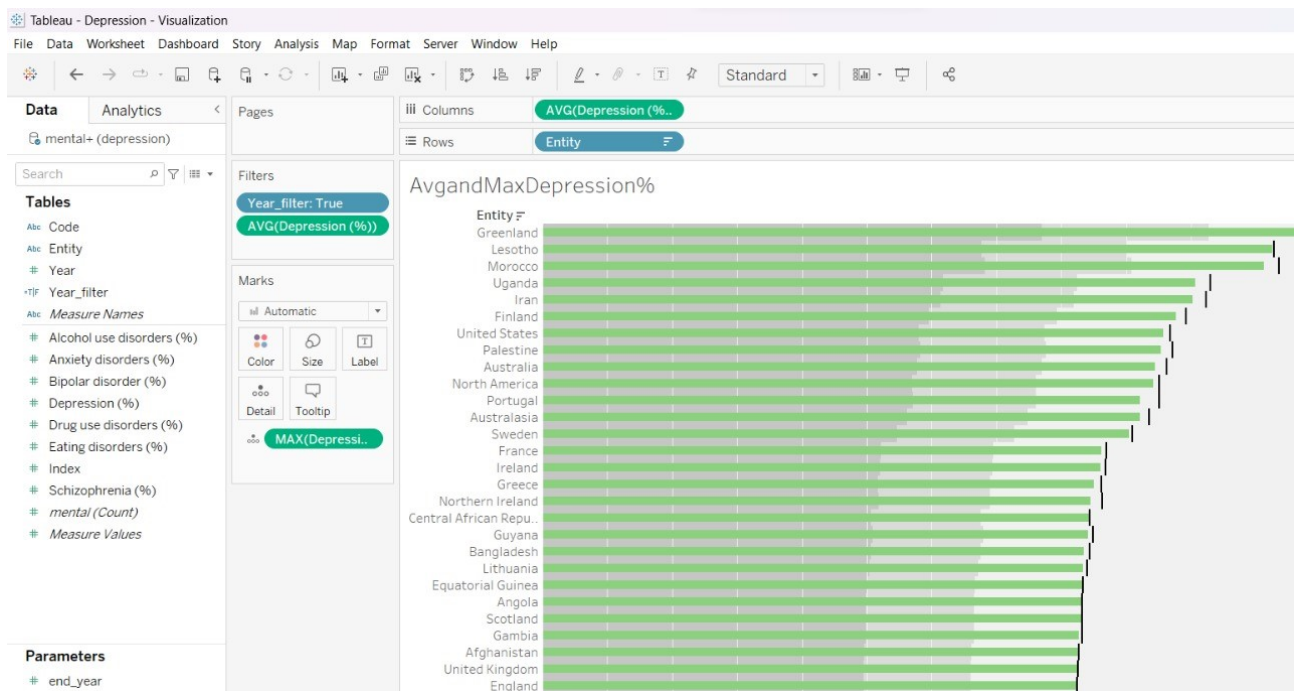 Tableau - Depression - Visualization
File Data Worksheet Dashboard Story Analysis Map Format Server Window Help
Standard
Data Analytics
Pages
Columns AVG(Depression (%..
mental+ (depression)
Rows Entity
Search
Filters
AvgandMaxDepression%
Tables
Year_filter: True
Entity
Abc Code
AVG(Depression (%))
Greenland
Abc Entity
Lesotho
# Year
Marks
Morocco
Year_filter
Uganda
Abc Measure Names
Automatic
Iran
# Alcohol use disorders (%)
Finland
# Anxiety disorders (%)
Color Size Label
United States
# Bipolar disorder (%)
Palestine
# Depression (%)
Detail Tooltip
Australia
# Drug use disorders (%)
North America
# Eating disorders (%)
MAX(Depressi..
Portugal
# Index
Australasia
# Schizophrenia (%)
Sweden
# mental (Count)
France
# Measure Values
Ireland
Greece
Northern Ireland
Central African Repu..
Guyana
Bangladesh
Lithuania
Equatorial Guinea
Angola
Scotland
Gambia
Parameters
Afghanistan
# end_year
United Kingdom
England